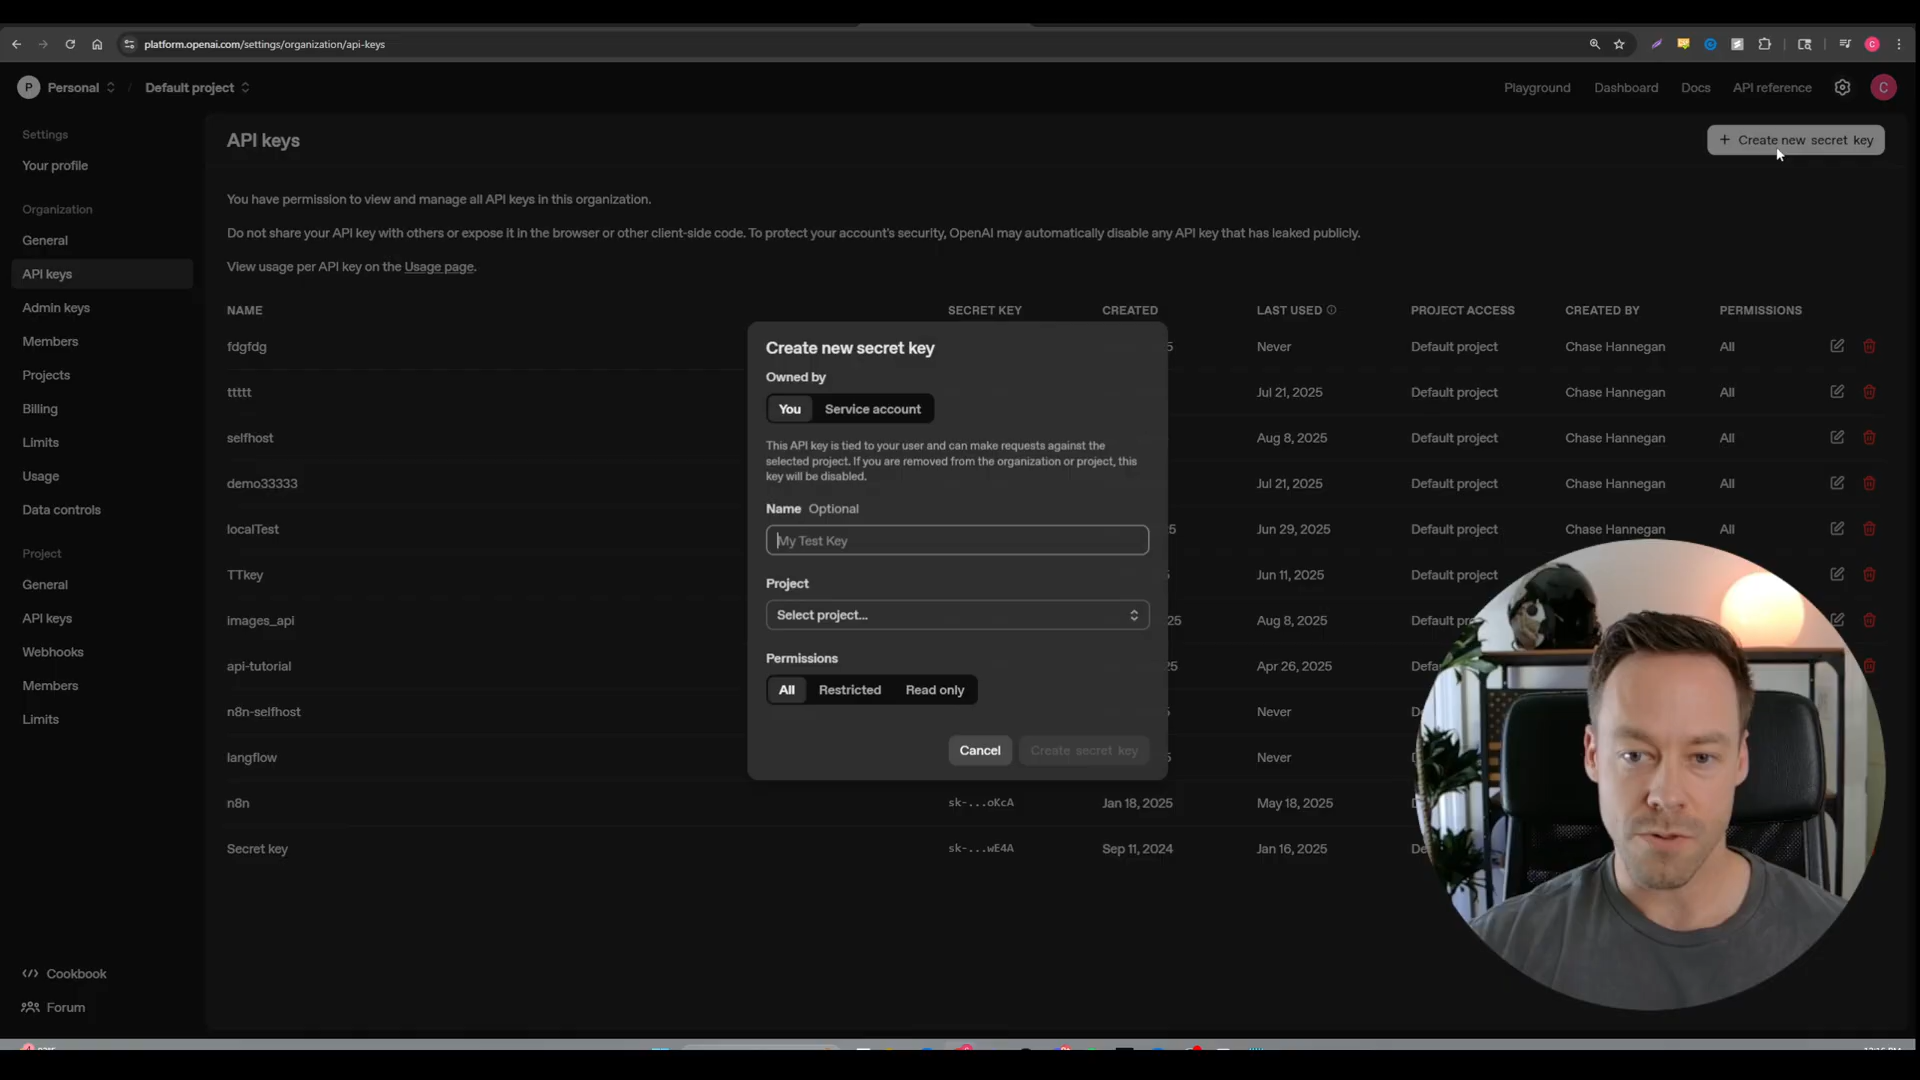 platform.openai.com/settings/organization/api-keys
P Personal / Default project
Playground Dashboard Docs API reference C
Settings
Your profile
Organization
General
API keys
Admin keys
Members
Projects
Billing
Limits
Usage
Data controls
Project
General
API keys
Webhooks
Members
Limits
Cookbook
Forum
API keys
+ Create new secret key
You have permission to view and manage all API keys in this organization.
Do not share your API key with others or expose it in the browser or other client-side code. To protect your account's security, OpenAI may automatically disable any API key that has leaked publicly.
View usage per API key on the Usage page.
NAME SECRET KEY CREATED LAST USED PROJECT ACCESS CREATED BY PERMISSIONS
fdgfdg 5 Never Default project Chase Hannegan All
ttttt Jul 21, 2025 Default project Chase Hannegan All
selfhost Aug 8, 2025 Default project Chase Hannegan All
demo33333 Jul 21, 2025 Default project Chase Hannegan All
localTest 5 Jun 29, 2025 Default project Chase Hannegan All
TTkey 5 Jun 11, 2025 Default project
images_api 25 Aug 8, 2025 Default pro
api-tutorial 25 Apr 26, 2025 Defa
n8n-selfhost 5 Never D
langflow 5 Never D
n8n sk-...oKcA Jan 18, 2025 May 18, 2025 D
Secret key sk-...wE4A Sep 11, 2024 Jan 16, 2025 De
Create new secret key
Owned by
You Service account
This API key is tied to your user and can make requests against the
selected project. If you are removed from the organization or project, this
key will be disabled.
Name Optional
My Test Key
Project
Select project...
Permissions
All Restricted Read only
Cancel Create secret key